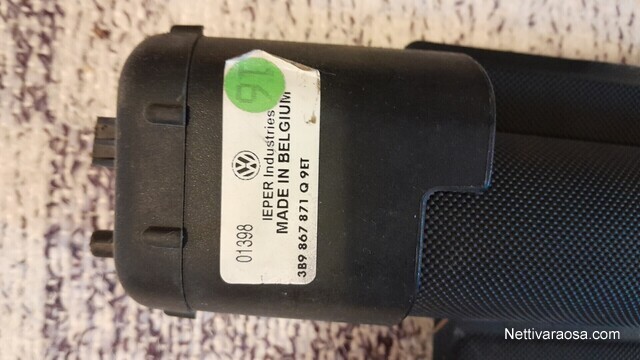 16
01398
IEPER Industries
MADE IN BELGIUM
3B9 867 871 Q 9ET
Nettivaraosa.com